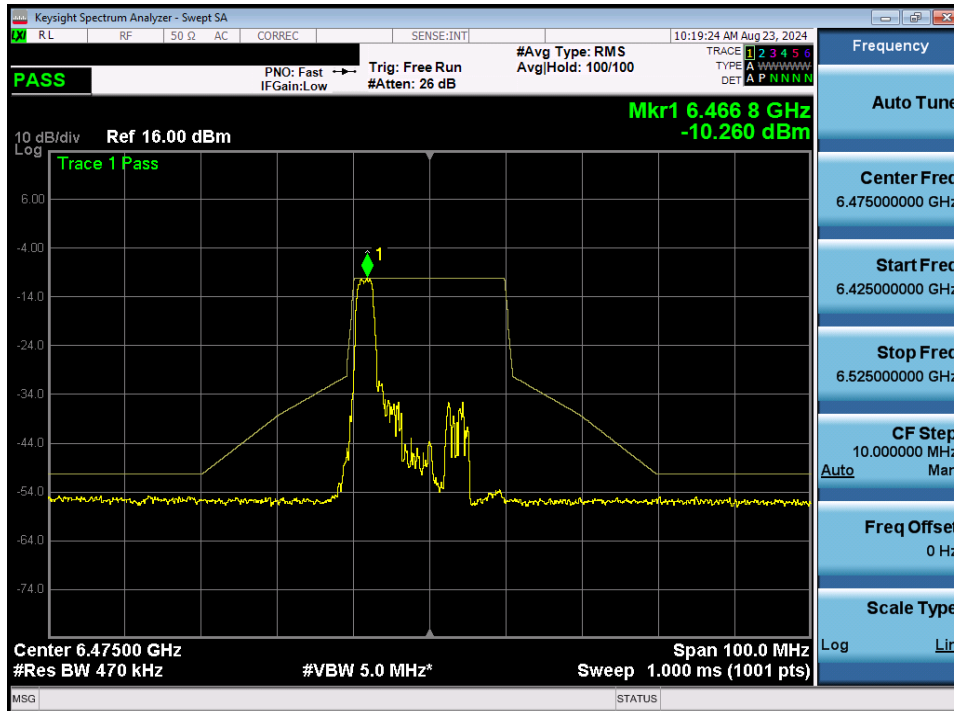 Keysight Spectrum Analyzer - Swept SA
LXI RL RF 50 Ω AC CORREC SENSE:INT 10:19:24 AM Aug 23, 2024
PASS
PNO: Fast
IFGain:Low
Trig: Free Run
#Atten: 26 dB
#Avg Type: RMS
Avg|Hold: 100/100
TRACE 1 2 3 4 5 6
TYPE A WWWWW
DET A P N N N N
Mkr1 6.466 8 GHz
-10.260 dBm
10 dB/div Ref 16.00 dBm
Log
Trace 1 Pass
1
6.00
-4.00
-14.0
-24.0
-34.0
-44.0
-54.0
-64.0
-74.0
Center 6.47500 GHz Span 100.0 MHz
#Res BW 470 kHz #VBW 5.0 MHz* Sweep 1.000 ms (1001 pts)
MSG STATUS
Frequency
Auto Tune
Center Freq
6.475000000 GHz
Start Freq
6.425000000 GHz
Stop Freq
6.525000000 GHz
CF Step
10.000000 MHz
Auto Man
Freq Offset
0 Hz
Scale Type
Log Lin